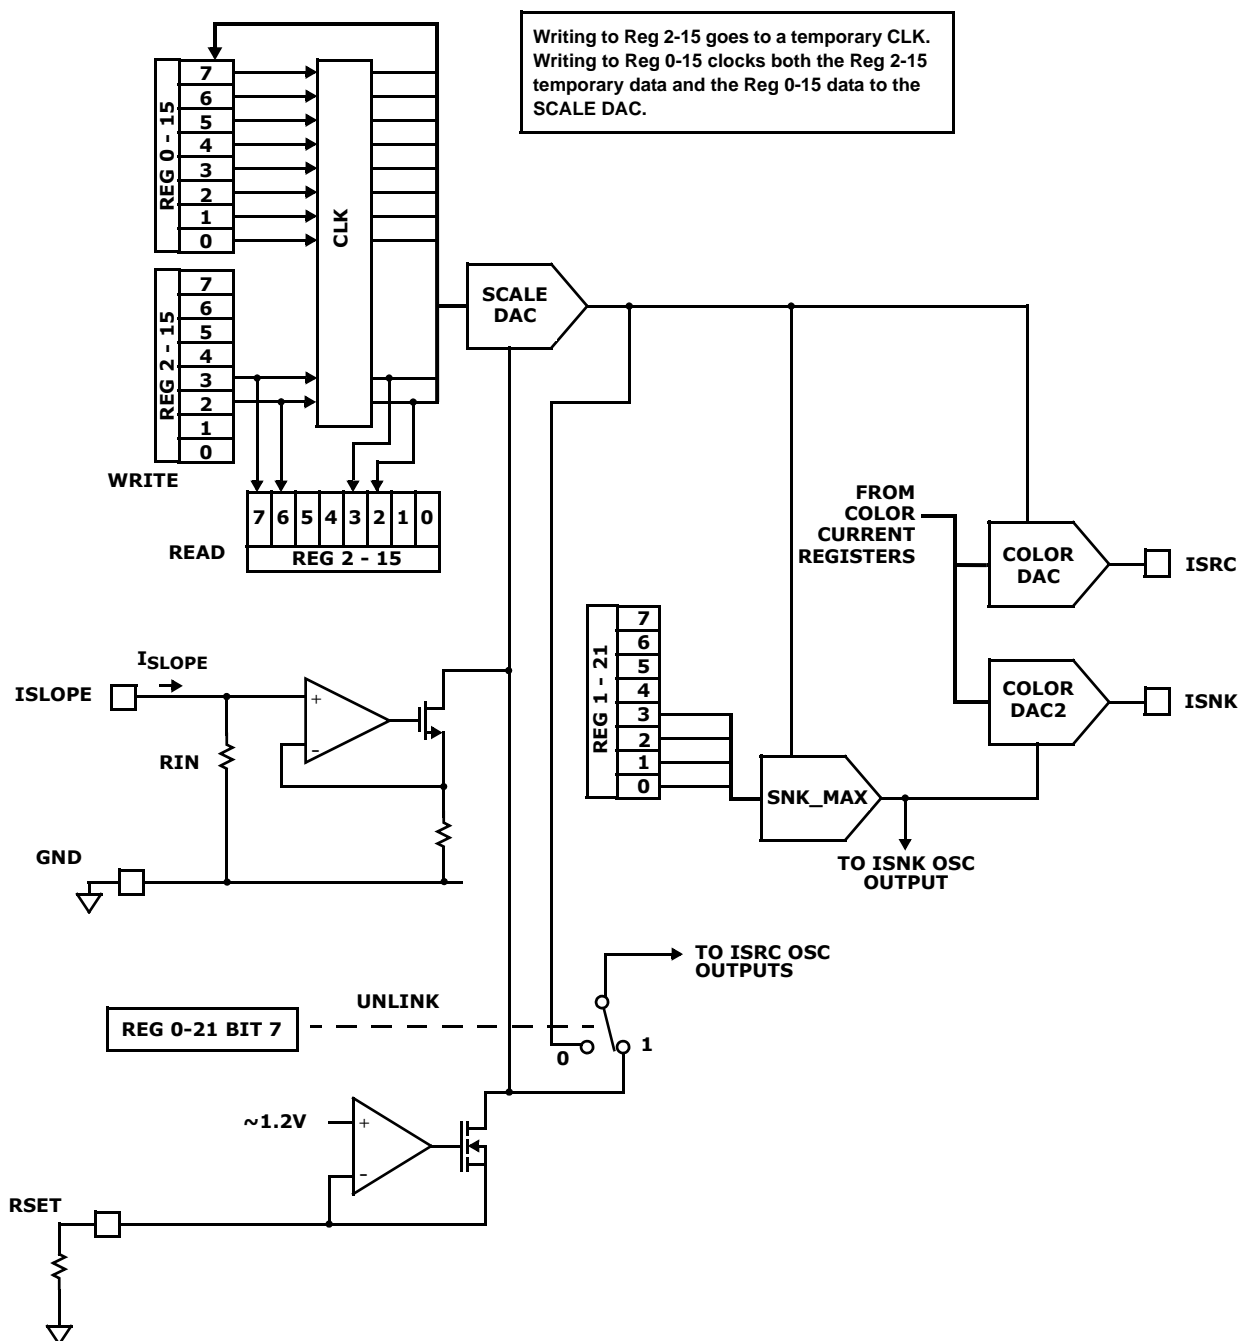 Writing to Reg 2-15 goes to a temporary CLK.
Writing to Reg 0-15 clocks both the Reg 2-15
temporary data and the Reg 0-15 data to the
SCALE DAC.
REG 0 - 15
7
6
5
4
3
2
1
0
CLK
REG 2 - 15
7
6
5
4
3
2
1
0
WRITE
SCALE
DAC
7 6 5 4 3 2 1 0
READ
REG 2 - 15
FROM
COLOR
CURRENT
REGISTERS
COLOR
DAC
ISRC
REG 1 - 21
7
6
5
4
3
2
1
0
COLOR
DAC2
ISNK
SNK_MAX
TO ISNK OSC
OUTPUT
ISLOPE
ISLOPE
+
-
RIN
GND
TO ISRC OSC
OUTPUTS
UNLINK
REG 0-21 BIT 7
0
1
~1.2V
+
-
RSET